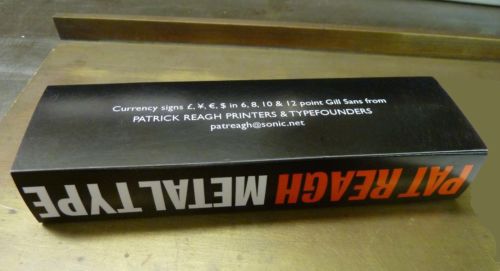 Currency signs £, ¥, €, $ in 6, 8, 10 & 12 point Gill Sans from
PATRICK REAGH PRINTERS & TYPEFOUNDERS
patreagh@sonic.net
PAT REAGH METAL TYPE